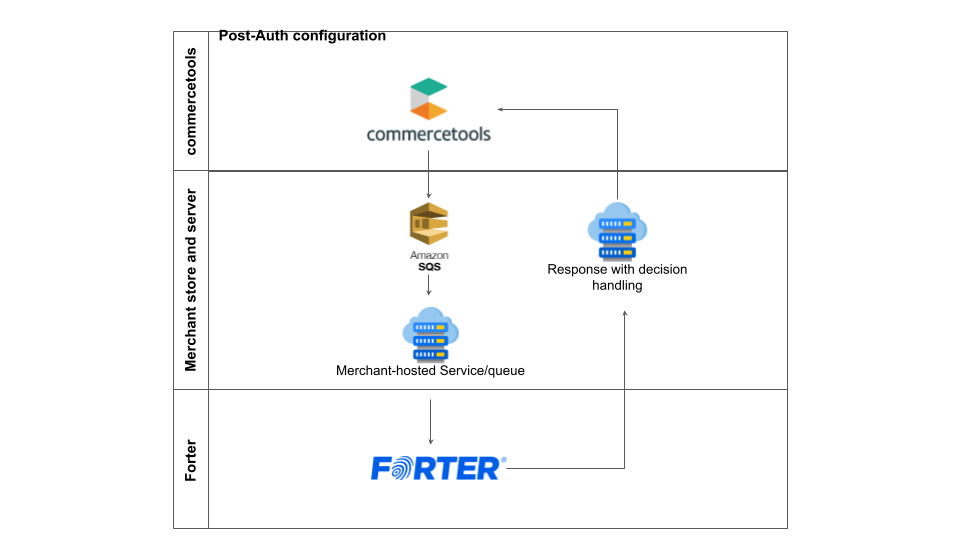 Post-Auth configuration
commercetools
commercetools
Merchant store and server
Amazon
SQS
Response with decision
handling
Merchant-hosted Service/queue
Forter
FORTER®